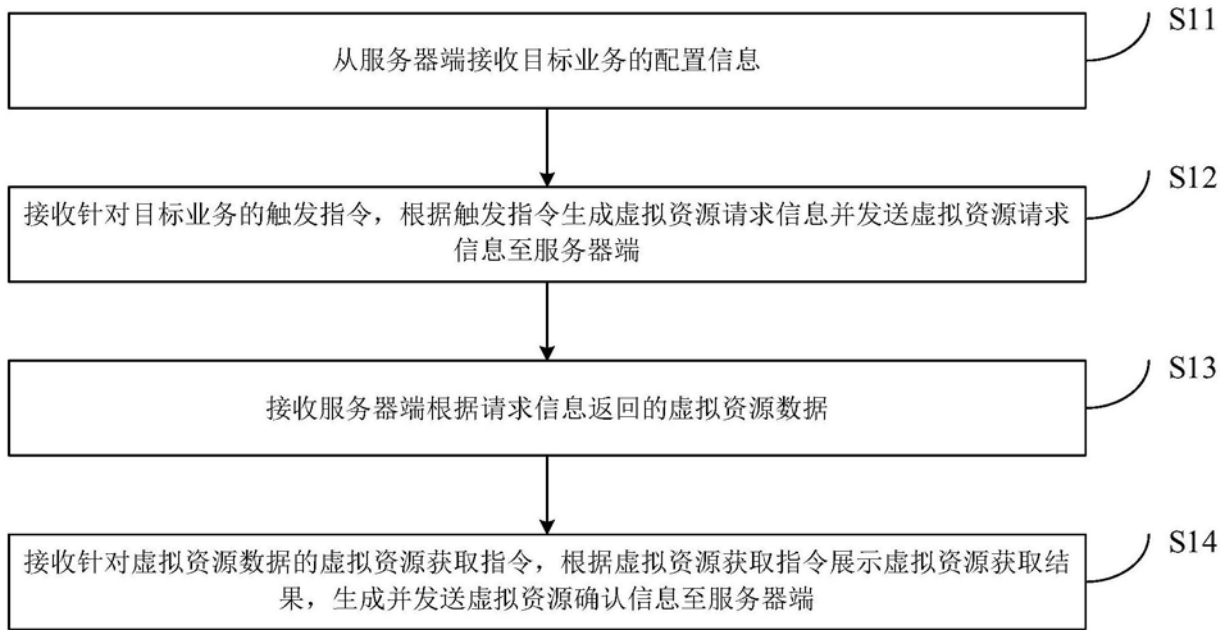 S11
从服务器端接收目标业务的配置信息
S12
接收针对目标业务的触发指令，根据触发指令生成虚拟资源请求信息并发送虚拟资源请求
信息至服务器端
S13
接收服务器端根据请求信息返回的虚拟资源数据
S14
接收针对虚拟资源数据的虚拟资源获取指令，根据虚拟资源获取指令展示虚拟资源获取结
果，生成并发送虚拟资源确认信息至服务器端